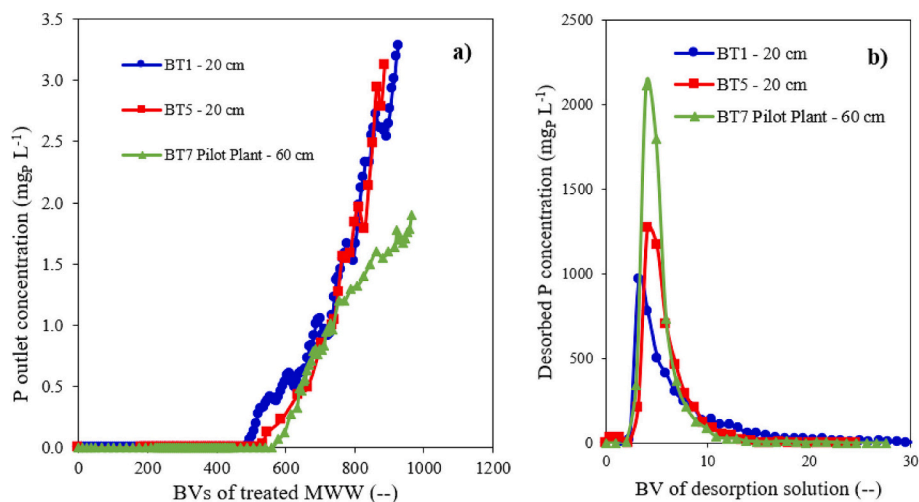 a)
BT1 - 20 cm
BT5 - 20 cm
BT7 Pilot Plant - 60 cm
P outlet concentration (mgP L-1)
3.5
3.0
2.5
2.0
1.5
1.0
0.5
0.0
0 200 400 600 800 1000 1200
BVs of treated MWW (--)
b)
BT1 - 20 cm
BT5 - 20 cm
BT7 Pilot Plant - 60 cm
Desorbed P concentration (mgP L-1)
2500
2000
1500
1000
500
0
0 10 20 30
BV of desorption solution (--)